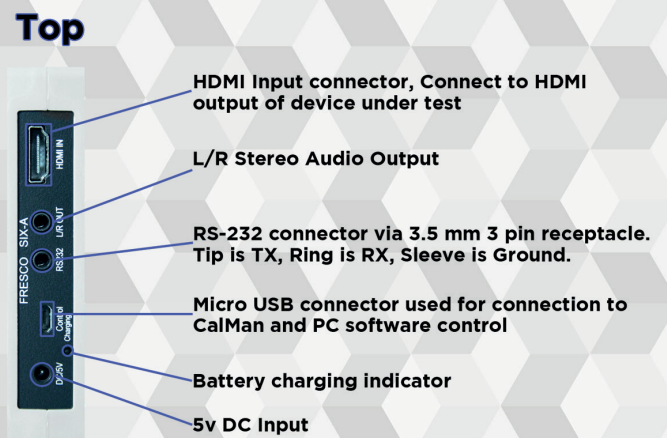 Top
HDMI Input connector, Connect to HDMI
output of device under test
L/R Stereo Audio Output
RS-232 connector via 3.5 mm 3 pin receptacle.
Tip is TX, Ring is RX, Sleeve is Ground.
Micro USB connector used for connection to
CalMan and PC software control
Battery charging indicator
5v DC Input
HDMI IN
L/R OUT
RS232
Control
Charging
DC/5V
FRESCO SIX-A